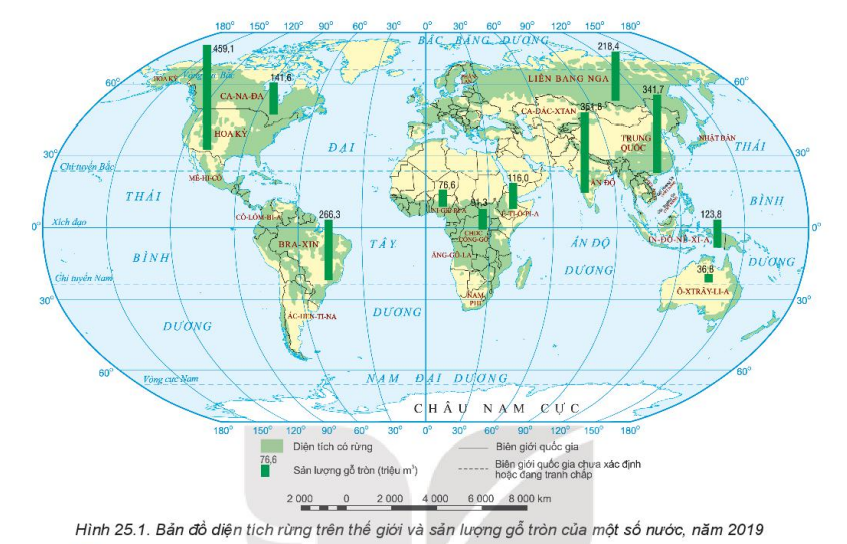 180° 150° 120° 90° 60° 30° 0° 30° 60° 90° 120° 150° 180°
BẮC BĂNG DƯƠNG
459,1
218,4
HOA KỲ
LIÊN BANG NGA
60°
60°
141,6
341,7
CA-NA-ĐA
CA-DẮC-XTAN
351,8
HOA KỲ
TRUNG
QUỐC
NHẬT BẢN
ĐẠI
THÁI
30°
30°
Chí tuyến Bắc
MÊ-HI-CÔ
ẤN ĐỘ
76,6
116,0
THÁI
BÌNH
CÔ-LÔM-BI-A
266,3
NI-GIÊ-RI-A
91,3
Ê-TI-Ô-PI-A
123,8
0°
Xích đạo
0°
BRA-XIN
TÂY
CHDC
CÔNG-GÔ
ẤN ĐỘ
IN-ĐÔ-NÊ-XI-A
BÌNH
ĂNG-GÔ-LA
DƯƠNG
36,8
DƯƠNG
Chí tuyến Nam
Ô-XTRÂY-LI-A
30°
NAM
PHI
30°
DƯƠNG
DƯƠNG
ÁC-HEN-TI-NA
60°
60°
Vòng cực Nam
NAM ĐẠI DƯƠNG
CHÂU NAM CỰC
180° 150° 120° 90° 60° 30° 0° 30° 60° 90° 120° 150° 180°
Diện tích có rừng
Biên giới quốc gia
76,6
Sản lượng gỗ tròn (triệu m³)
Biên giới quốc gia chưa xác định
hoặc đang tranh chấp
2 000 0 2 000 4 000 6 000 8 000 km
Hình 25.1. Bản đồ diện tích rừng trên thế giới và sản lượng gỗ tròn của một số nước, năm 2019